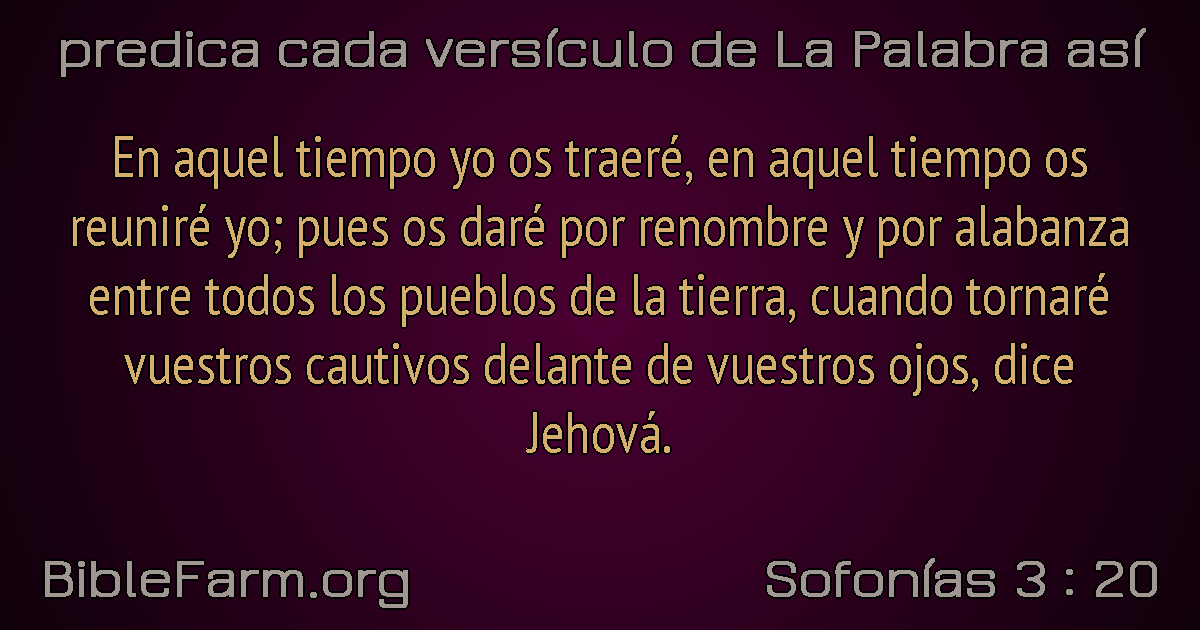 predica cada versículo de La Palabra así
En aquel tiempo yo os traeré, en aquel tiempo os
reuniré yo; pues os daré por renombre y por alabanza
entre todos los pueblos de la tierra, cuando tornaré
vuestros cautivos delante de vuestros ojos, dice
Jehová.
BibleFarm.org
Sofonías 3 : 20